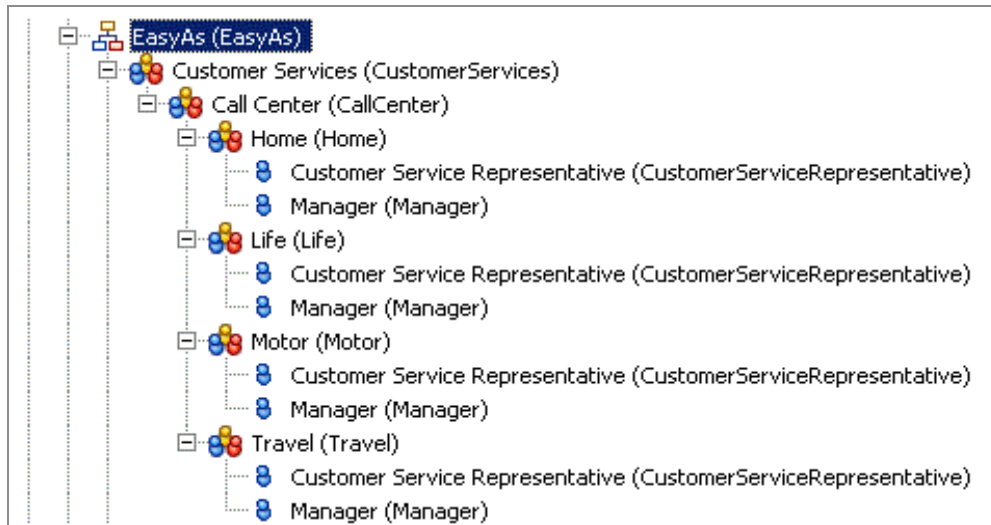 EasyAs (EasyAs)
Customer Services (CustomerServices)
Call Center (CallCenter)
Home (Home)
Customer Service Representative (CustomerServiceRepresentative)
Manager (Manager)
Life (Life)
Customer Service Representative (CustomerServiceRepresentative)
Manager (Manager)
Motor (Motor)
Customer Service Representative (CustomerServiceRepresentative)
Manager (Manager)
Travel (Travel)
Customer Service Representative (CustomerServiceRepresentative)
Manager (Manager)